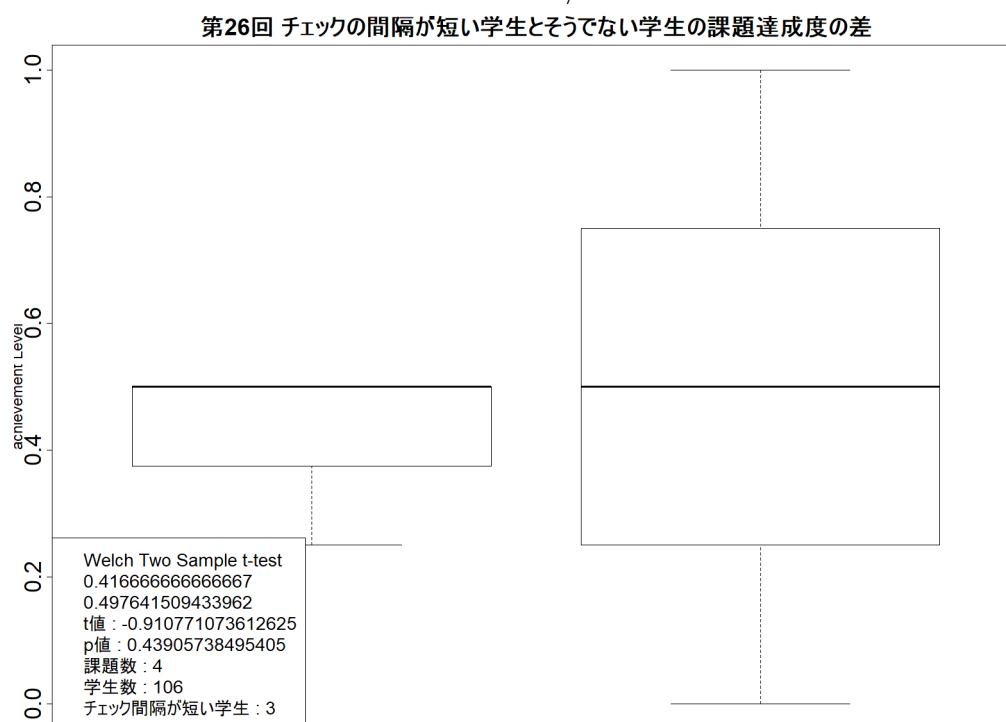 第26回 チェックの間隔が短い学生とそうでない学生の課題達成度の差
1.0
0.8
0.6
0.4
0.2
0.0
achievement Level
Welch Two Sample t-test
0.416666666666667
0.497641509433962
t値 : -0.910771073612625
p値 : 0.43905738495405
課題数 : 4
学生数 : 106
チェック間隔が短い学生 : 3